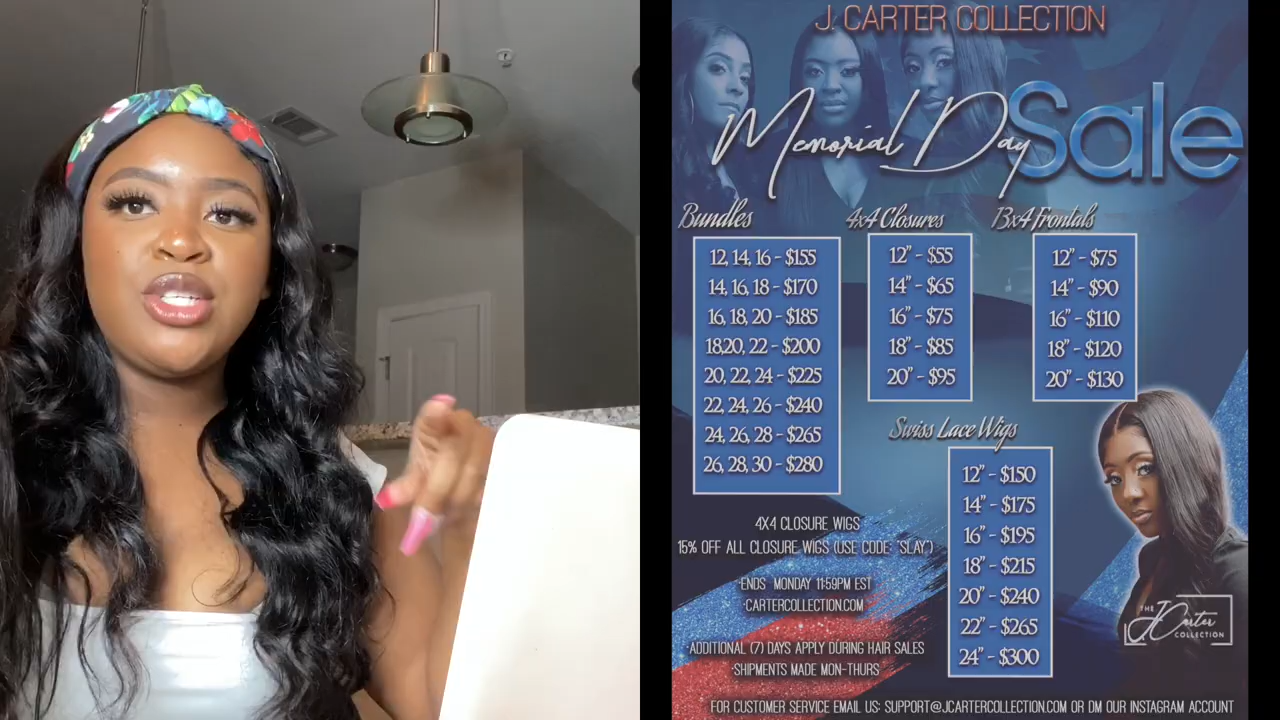 J. CARTER COLLECTION
Memorial Day Sale
Bundles
12, 14, 16 - $155
14, 16, 18 - $170
16, 18, 20 - $185
18,20, 22 - $200
20, 22, 24 - $225
22, 24, 26 - $240
24, 26, 28 - $265
26, 28, 30 - $280
4x4 Closures
12" - $55
14" - $65
16" - $75
18" - $85
20" - $95
13x4 Frontals
12" - $75
14" - $90
16" - $110
18" - $120
20" - $130
Swiss Lace Wigs
12" - $150
14" - $175
16" - $195
18" - $215
20" - $240
22" - $265
24" - $300
4X4 CLOSURE WIGS
15% OFF ALL CLOSURE WIGS (USE CODE: "SLAY")
·ENDS MONDAY 11:59PM EST
·CARTERCOLLECTION.COM
·ADDITIONAL (7) DAYS APPLY DURING HAIR SALES
·SHIPMENTS MADE MON-THURS
THE
J Carter
COLLECTION
FOR CUSTOMER SERVICE EMAIL US: SUPPORT@JCARTERCOLLECTION.COM OR DM OUR INSTAGRAM ACCOUNT